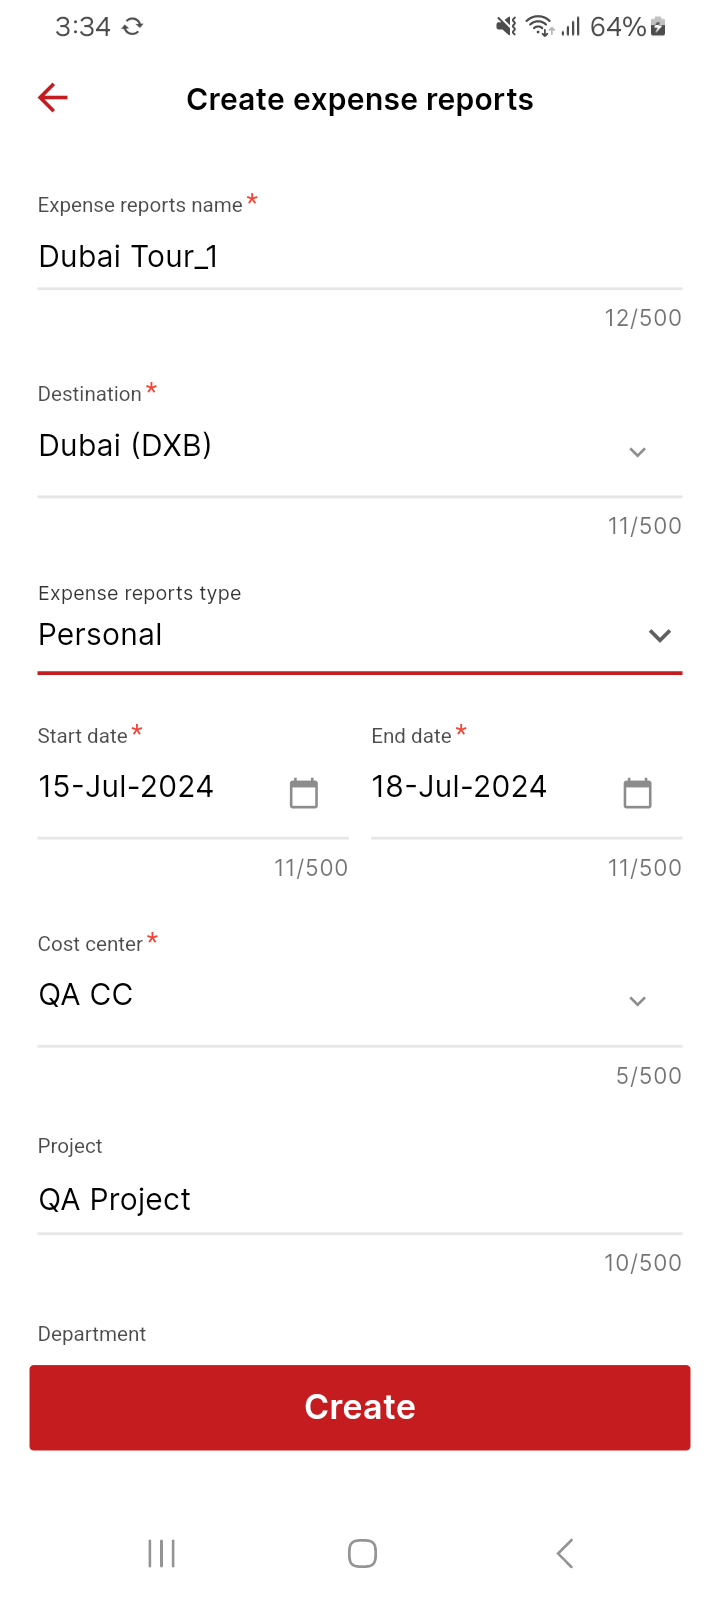 3:34 64%
Create expense reports
Expense reports name *
Dubai Tour_1
12/500
Destination *
Dubai (DXB)
11/500
Expense reports type
Personal
Start date * End date *
15-Jul-2024 18-Jul-2024
11/500 11/500
Cost center *
QA CC
5/500
Project
QA Project
10/500
Department
Create